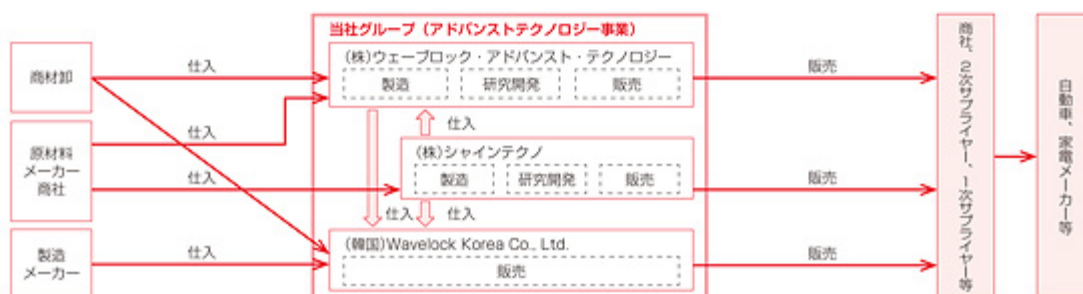 当社グループ（アドバンストテクノロジー事業）
商材卸
仕入
(株)ウェーブロック・アドバンスト・テクノロジー
製造
研究開発
販売
販売
原材料
メーカー
商社
仕入
仕入
仕入
(株)シャインテクノ
製造
研究開発
販売
販売
仕入
仕入
製造
メーカー
仕入
(韓国)Wavelock Korea Co., Ltd.
販売
販売
商社、2次サプライヤー、1次サプライヤー等
自動車、家電メーカー等